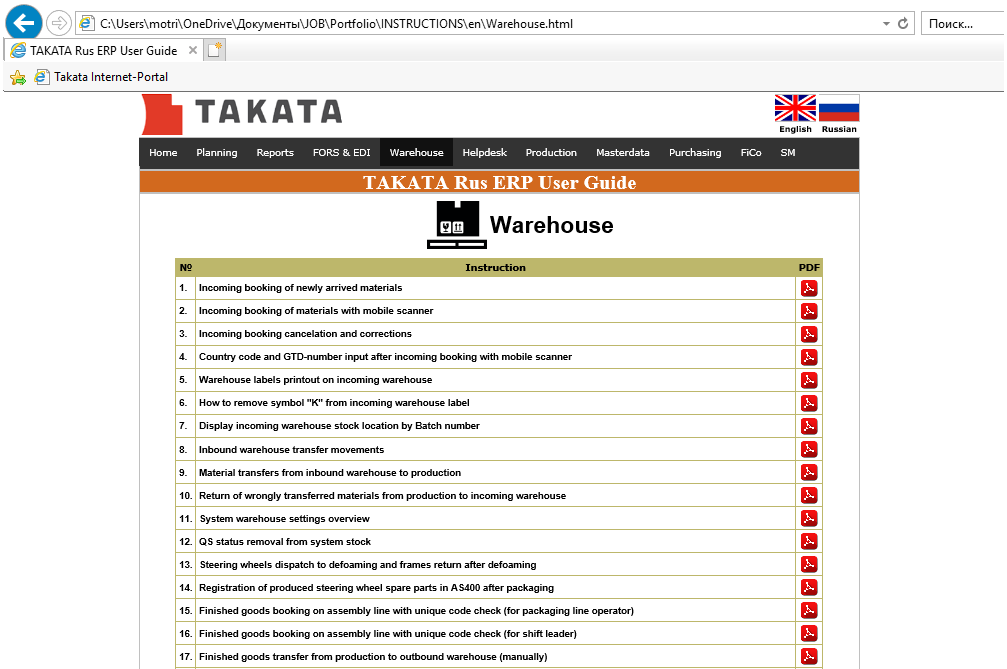 C:\Users\motri\OneDrive\Документы\JOB\Portfolio\INSTRUCTIONS\en\Warehouse.html
Поиск...
TAKATA Rus ERP User Guide
Takata Internet-Portal
TAKATA
English Russian
Home Planning Reports FORS & EDI Warehouse Helpdesk Production Masterdata Purchasing FiCo SM
TAKATA Rus ERP User Guide
Warehouse
№ Instruction PDF
1. Incoming booking of newly arrived materials
2. Incoming booking of materials with mobile scanner
3. Incoming booking cancelation and corrections
4. Country code and GTD-number input after incoming booking with mobile scanner
5. Warehouse labels printout on incoming warehouse
6. How to remove symbol "K" from incoming warehouse label
7. Display incoming warehouse stock location by Batch number
8. Inbound warehouse transfer movements
9. Material transfers from inbound warehouse to production
10. Return of wrongly transferred materials from production to incoming warehouse
11. System warehouse settings overview
12. QS status removal from system stock
13. Steering wheels dispatch to defoaming and frames return after defoaming
14. Registration of produced steering wheel spare parts in AS400 after packaging
15. Finished goods booking on assembly line with unique code check (for packaging line operator)
16. Finished goods booking on assembly line with unique code check (for shift leader)
17. Finished goods transfer from production to outbound warehouse (manually)